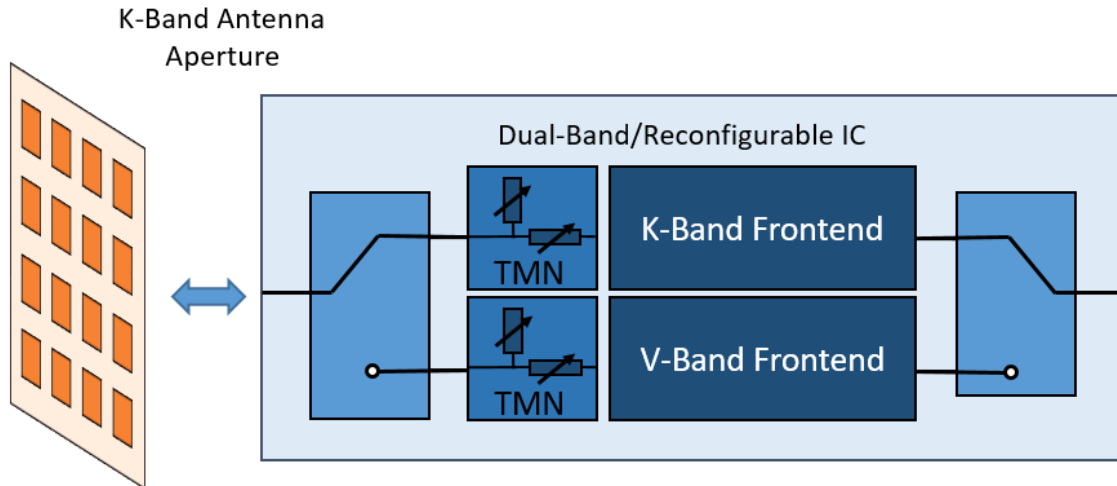 K-Band Antenna
Aperture
Dual-Band/Reconfigurable IC
TMN
K-Band Frontend
TMN
V-Band Frontend